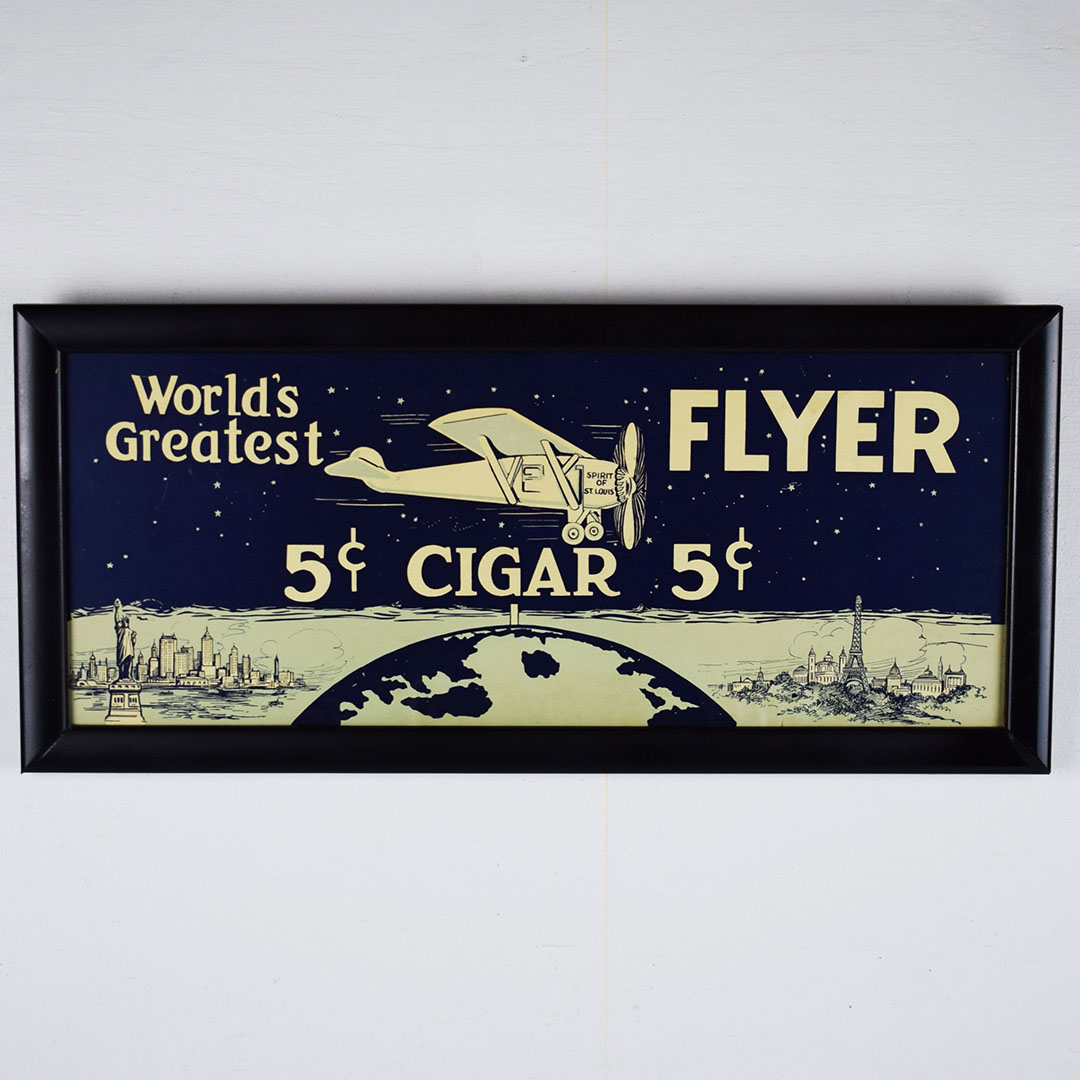 World's
Greatest
FLYER
SPIRIT
OF
ST. LOUIS
5¢ CIGAR 5¢